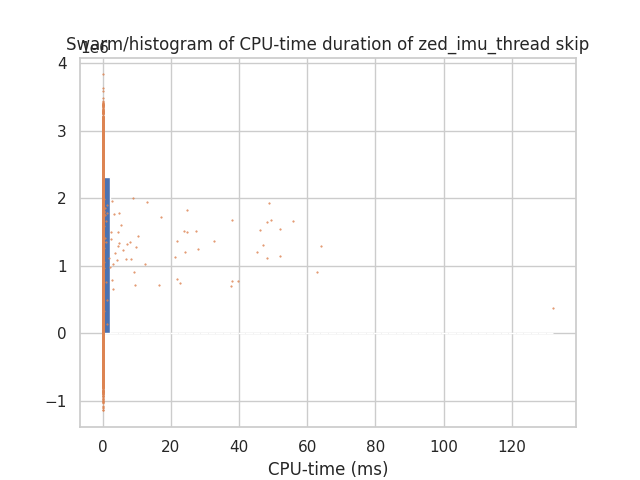 Swarm/histogram of CPU-time duration of zed_imu_thread skip
1e6
4
3
2
1
0
−1
0 20 40 60 80 100 120
CPU-time (ms)